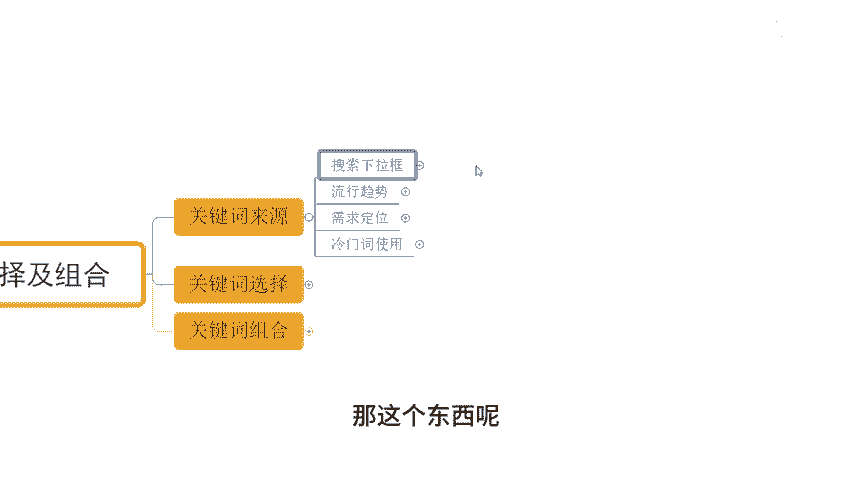 搜索下拉框
流行趋势
关键词来源
需求定位
冷门词使用
择及组合
关键词选择
关键词组合
那这个东西呢